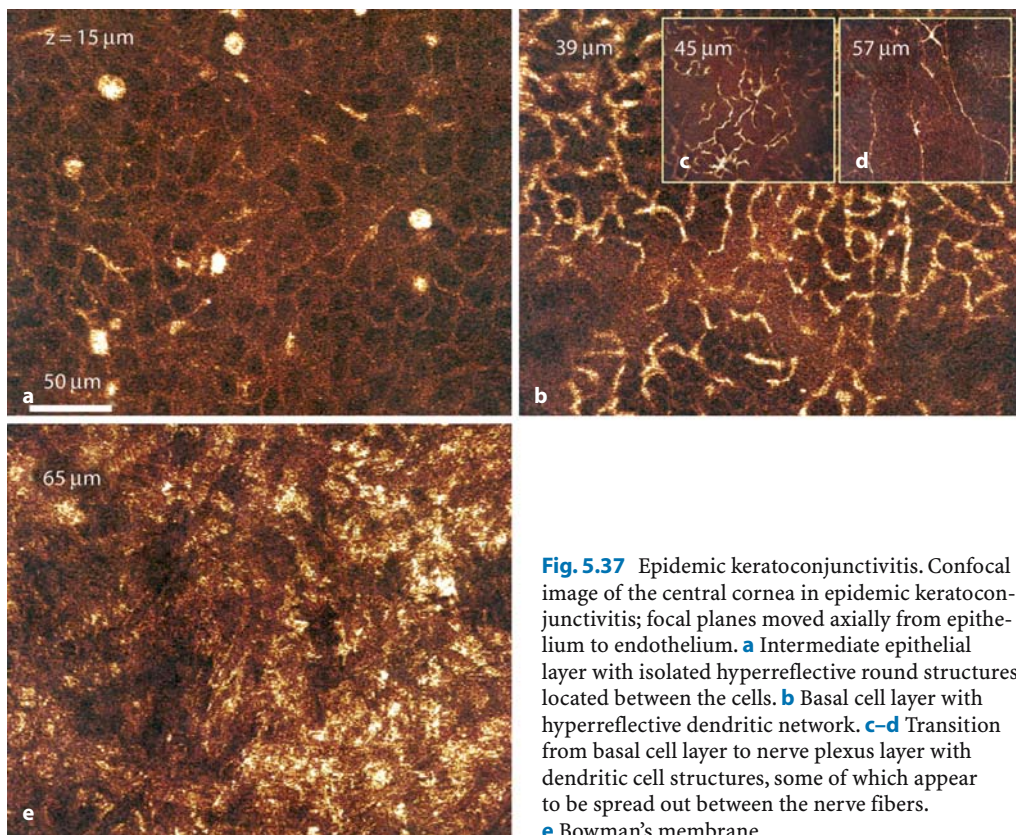 z = 15 µm
50 µm
a
39 µm
45 µm
57 µm
c
d
b
65 µm
e
Fig. 5.37 Epidemic keratoconjunctivitis. Confocal
image of the central cornea in epidemic keratocon-
junctivitis; focal planes moved axially from epithe-
lium to endothelium. a Intermediate epithelial
layer with isolated hyperreflective round structures
located between the cells. b Basal cell layer with
hyperreflective dendritic network. c–d Transition
from basal cell layer to nerve plexus layer with
dendritic cell structures, some of which appear
to be spread out between the nerve fibers.
e Bowman's membrane